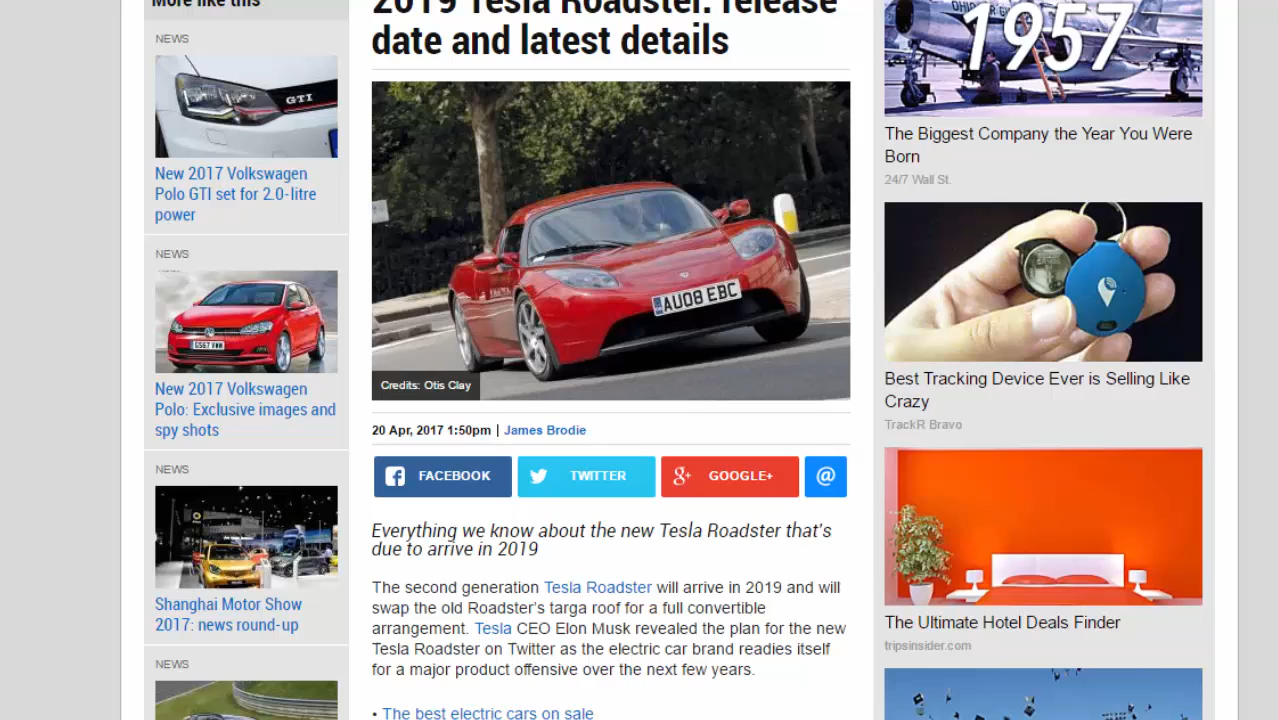 More like this
NEWS
GTI
New 2017 Volkswagen
Polo GTI set for 2.0-litre
power
NEWS
GS67 VWW
New 2017 Volkswagen
Polo: Exclusive images and
spy shots
NEWS
Shanghai Motor Show
2017: news round-up
NEWS
2019 Tesla Roadster: release
date and latest details
AU08 EBC
Credits: Otis Clay
20 Apr, 2017 1:50pm | James Brodie
FACEBOOK
TWITTER
GOOGLE+
@
Everything we know about the new Tesla Roadster that's
due to arrive in 2019
The second generation Tesla Roadster will arrive in 2019 and will
swap the old Roadster's targa roof for a full convertible
arrangement. Tesla CEO Elon Musk revealed the plan for the new
Tesla Roadster on Twitter as the electric car brand readies itself
for a major product offensive over the next few years.
• The best electric cars on sale
1957
The Biggest Company the Year You Were
Born
24/7 Wall St.
Best Tracking Device Ever is Selling Like
Crazy
TrackR Bravo
The Ultimate Hotel Deals Finder
tripsinsider.com